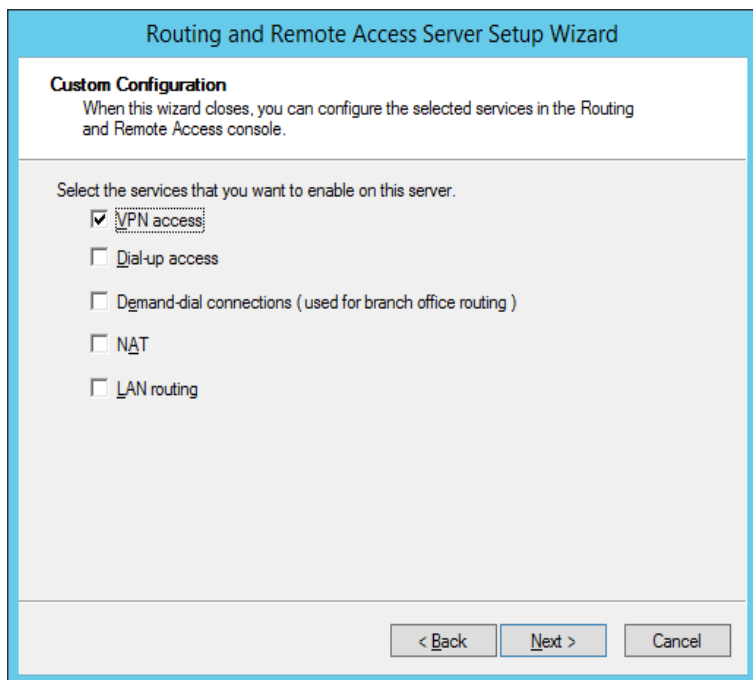 Routing and Remote Access Server Setup Wizard
Custom Configuration
When this wizard closes, you can configure the selected services in the Routing
and Remote Access console.
Select the services that you want to enable on this server.
VPN access
Dial-up access
Demand-dial connections ( used for branch office routing )
NAT
LAN routing
< Back
Next >
Cancel